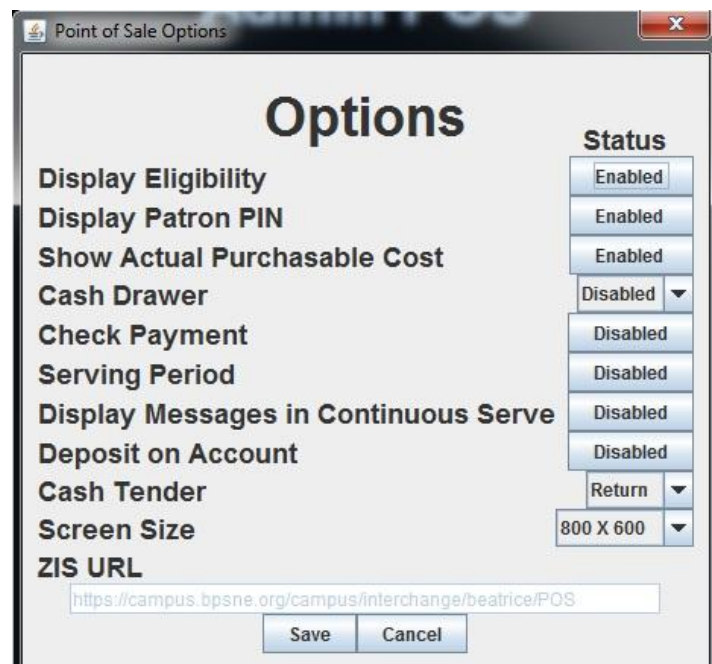 Admin POS
Point of Sale Options
Options
Status
Display Eligibility Enabled
Display Patron PIN Enabled
Show Actual Purchasable Cost Enabled
Cash Drawer Disabled
Check Payment Disabled
Serving Period Disabled
Display Messages in Continuous Serve Disabled
Deposit on Account Disabled
Cash Tender Return
Screen Size 800 X 600
ZIS URL
https://campus.bpsne.org/campus/interchange/beatrice/POS
Save Cancel